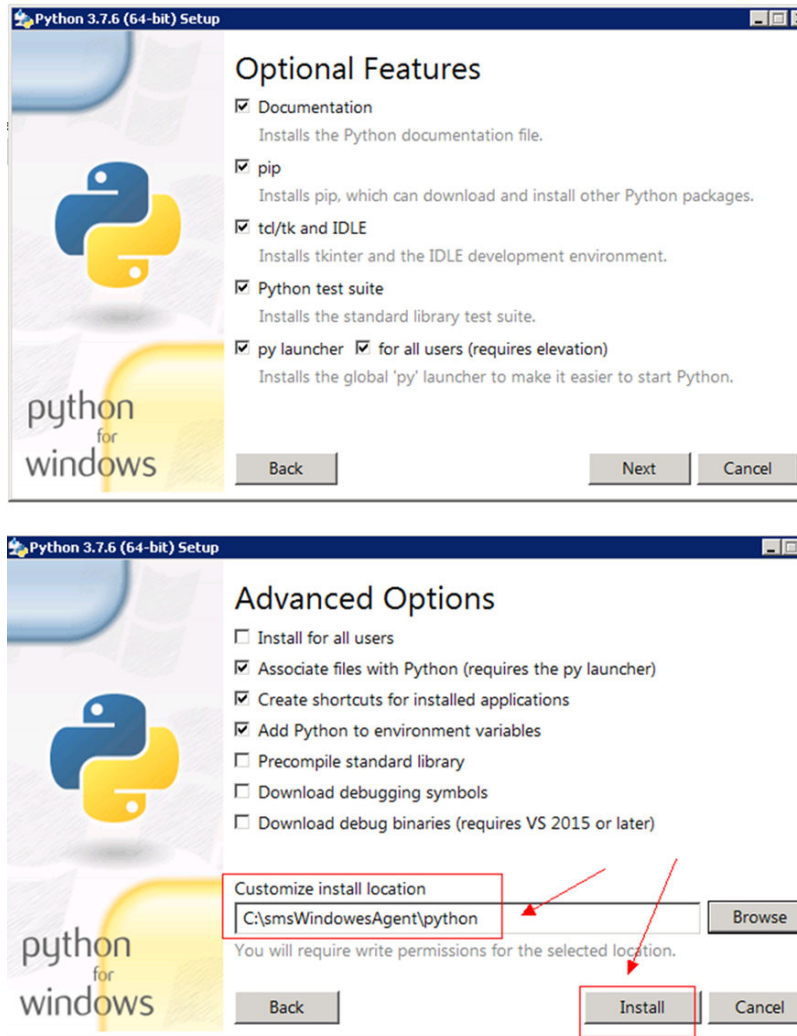 Python 3.7.6 (64-bit) Setup
Optional Features
Documentation
Installs the Python documentation file.
pip
Installs pip, which can download and install other Python packages.
tcl/tk and IDLE
Installs tkinter and the IDLE development environment.
Python test suite
Installs the standard library test suite.
py launcher for all users (requires elevation)
Installs the global 'py' launcher to make it easier to start Python.
python
for
windows
Back Next Cancel
Python 3.7.6 (64-bit) Setup
Advanced Options
Install for all users
Associate files with Python (requires the py launcher)
Create shortcuts for installed applications
Add Python to environment variables
Precompile standard library
Download debugging symbols
Download debug binaries (requires VS 2015 or later)
Customize install location
C:\smsWindowesAgent\python Browse
You will require write permissions for the selected location.
python
for
windows
Back Install Cancel